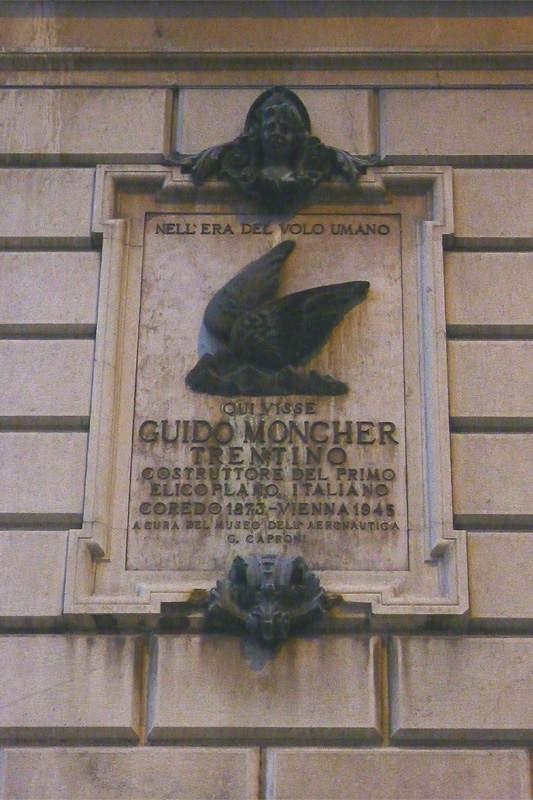 NELL'ERA DEL VOLO UMANO
QUI VISSE
GUIDO MONCHER
TRENTINO
COSTRUTTORE DEL PRIMO
ELICOPLANO ITALIANO
COREDO 1873-VIENNA 1945
A CURA DEL MUSEO DELL'AERONAUTICA
G. CAPRONI